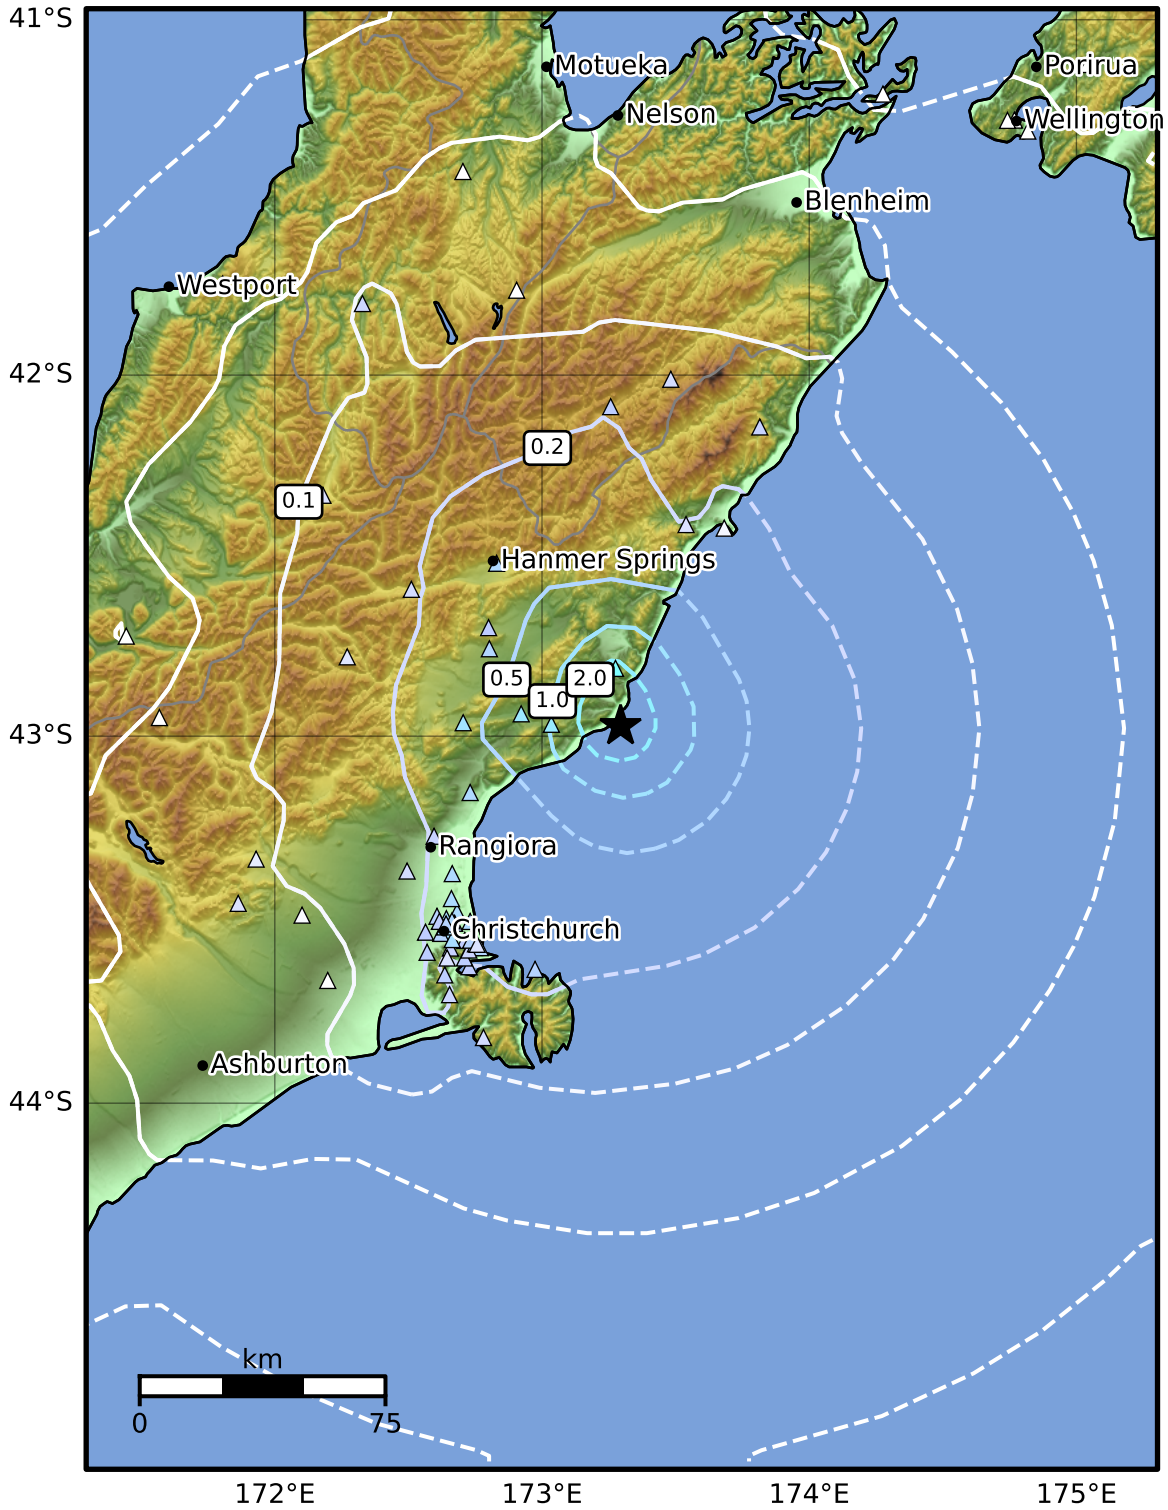 41°S
Motueka
Porirua
Nelson
Wellington
Blenheim
Westport
42°S
0.2
0.1
Hanmer Springs
0.5
2.0
1.0
43°S
Rangiora
Christchurch
Ashburton
44°S
km
0
75
172°E
173°E
174°E
175°E